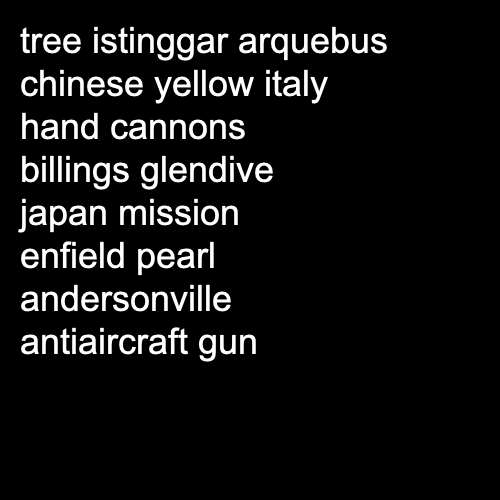 tree istinggar arquebus
chinese yellow italy
hand cannons
billings glendive
japan mission
enfield pearl
andersonville
antiaircraft gun